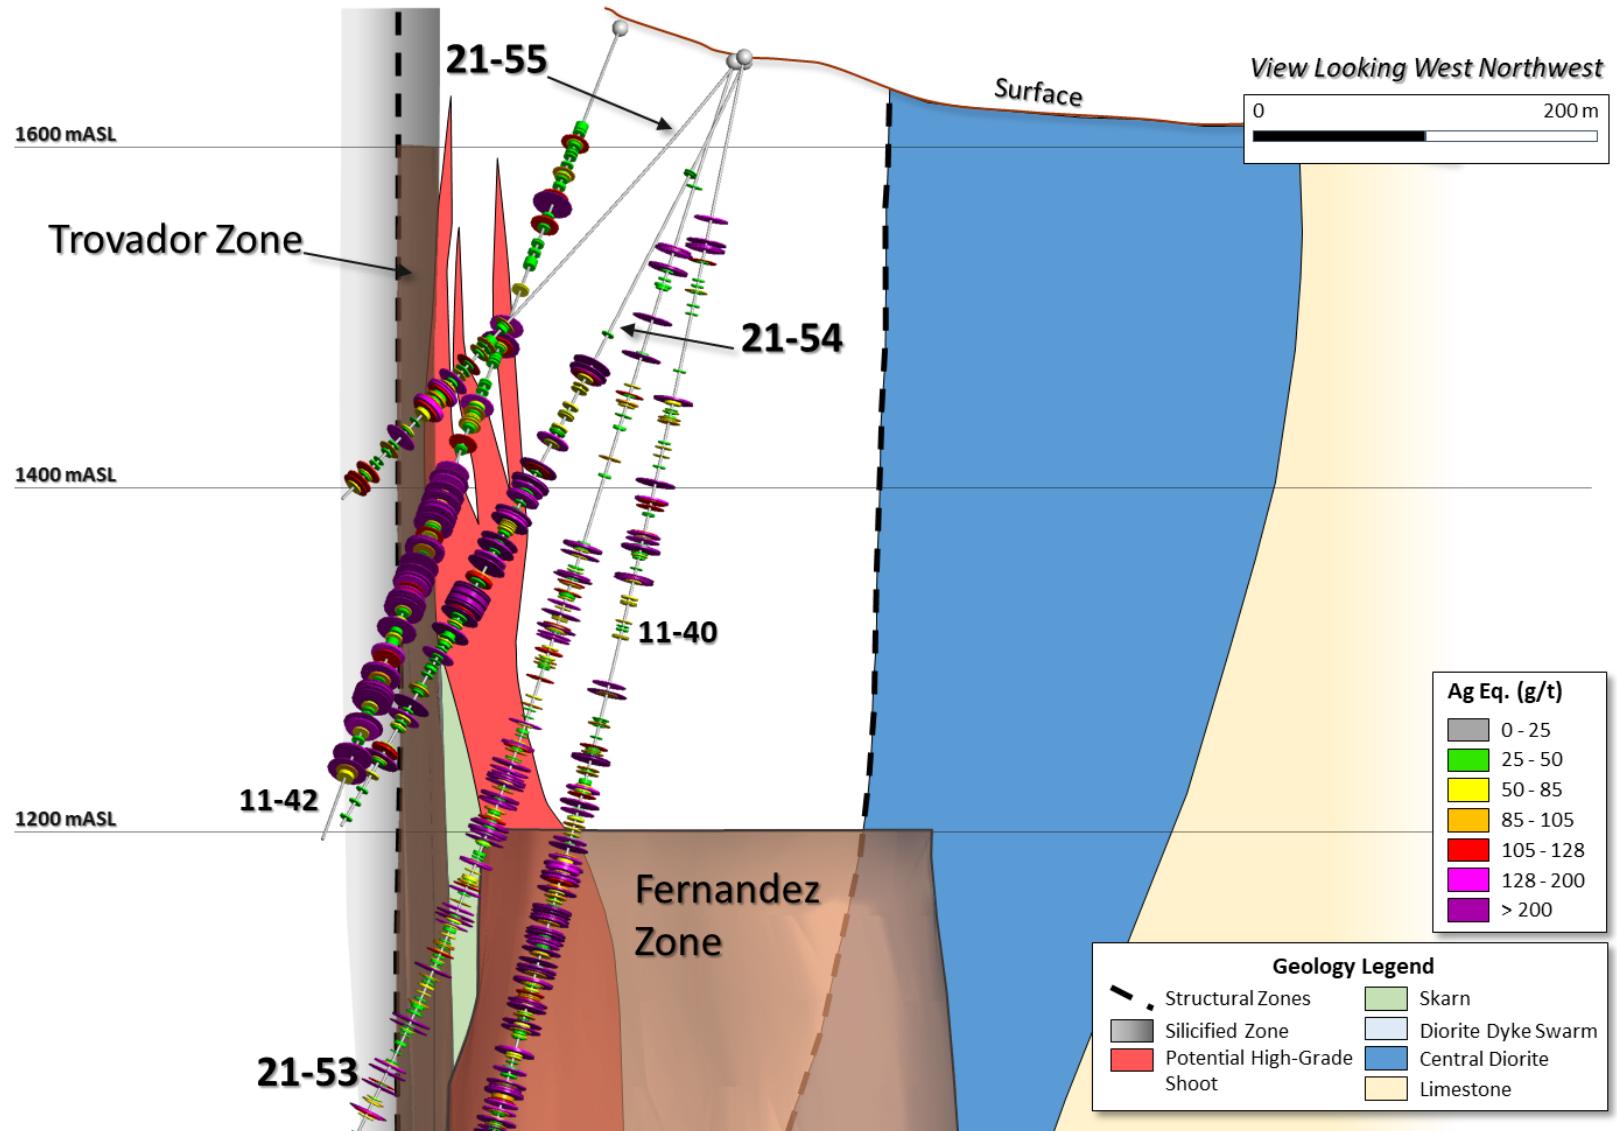 21-55
View Looking West Northwest
Surface
0 200 m
1600 mASL
Trovador Zone
21-54
1400 mASL
11-40
Ag Eq. (g/t)
0 - 25
25 - 50
50 - 85
85 - 105
105 - 128
128 - 200
> 200
11-42
1200 mASL
Fernandez
Zone
21-53
Geology Legend
Structural Zones
Silicified Zone
Potential High-Grade
Shoot
Skarn
Diorite Dyke Swarm
Central Diorite
Limestone